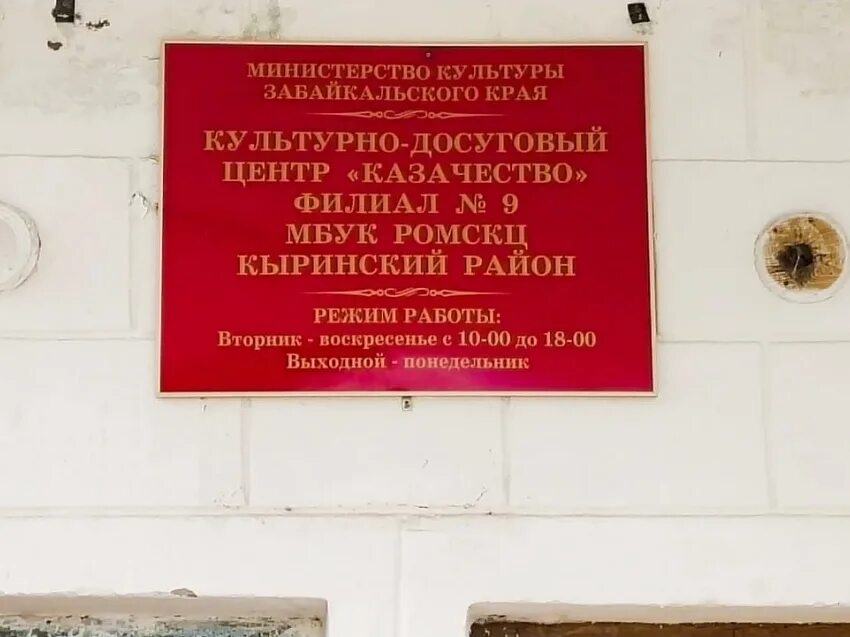 МИНИСТЕРСТВО КУЛЬТУРЫ
ЗАБАЙКАЛЬСКОГО КРАЯ
КУЛЬТУРНО-ДОСУГОВЫЙ
ЦЕНТР «КАЗАЧЕСТВО»
ФИЛИАЛ № 9
МБУК РОМСКЦ
КЫРИНСКИЙ РАЙОН
РЕЖИМ РАБОТЫ:
Вторник - воскресенье с 10-00 до 18-00
Выходной - понедельник